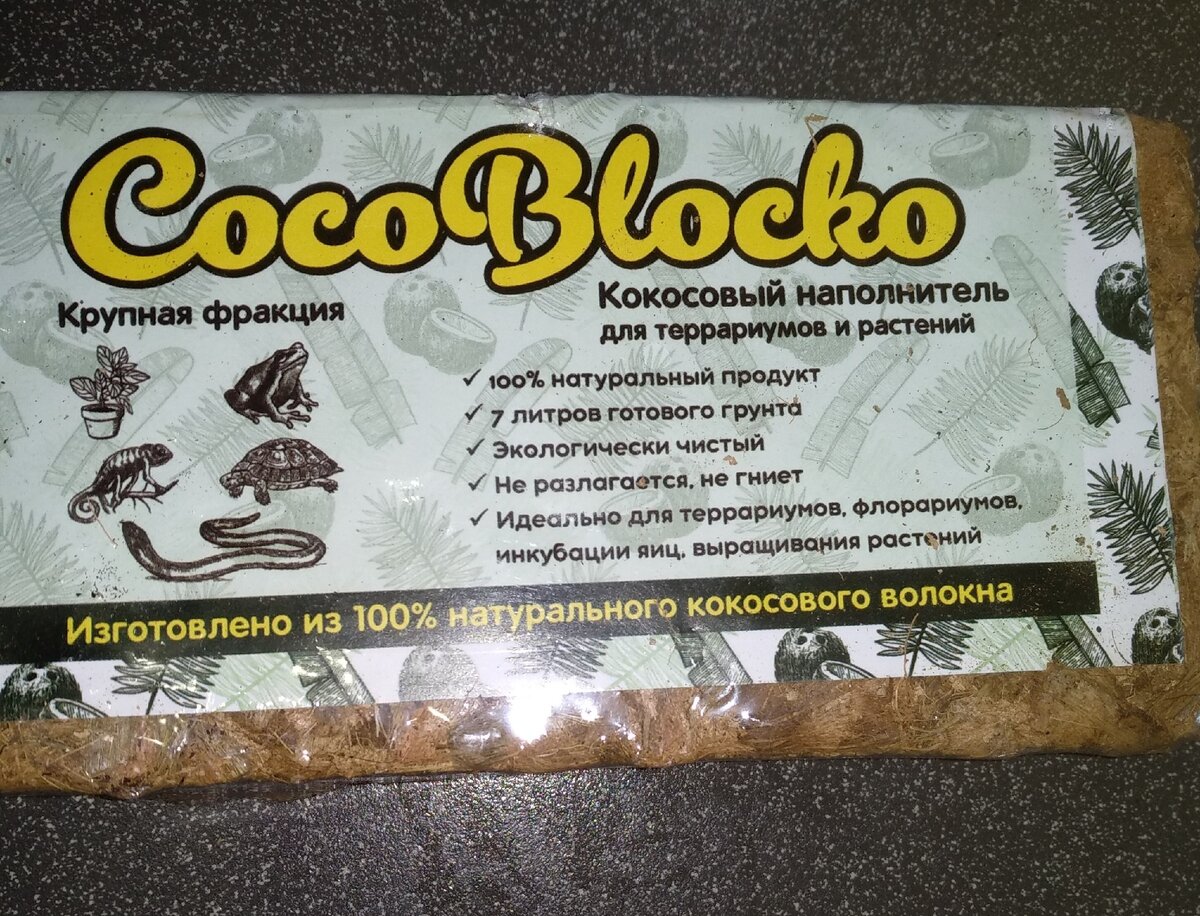 CocoBlocko
Крупная фракция
Кокосовый наполнитель
для террариумов и растений
✓ 100% натуральный продукт
✓ 7 литров готового грунта
✓ Экологически чистый
✓ Не разлагается, не гниет
✓ Идеально для террариумов, флорариумов,
инкубации яиц, выращивания растений
Изготовлено из 100% натурального кокосового волокна